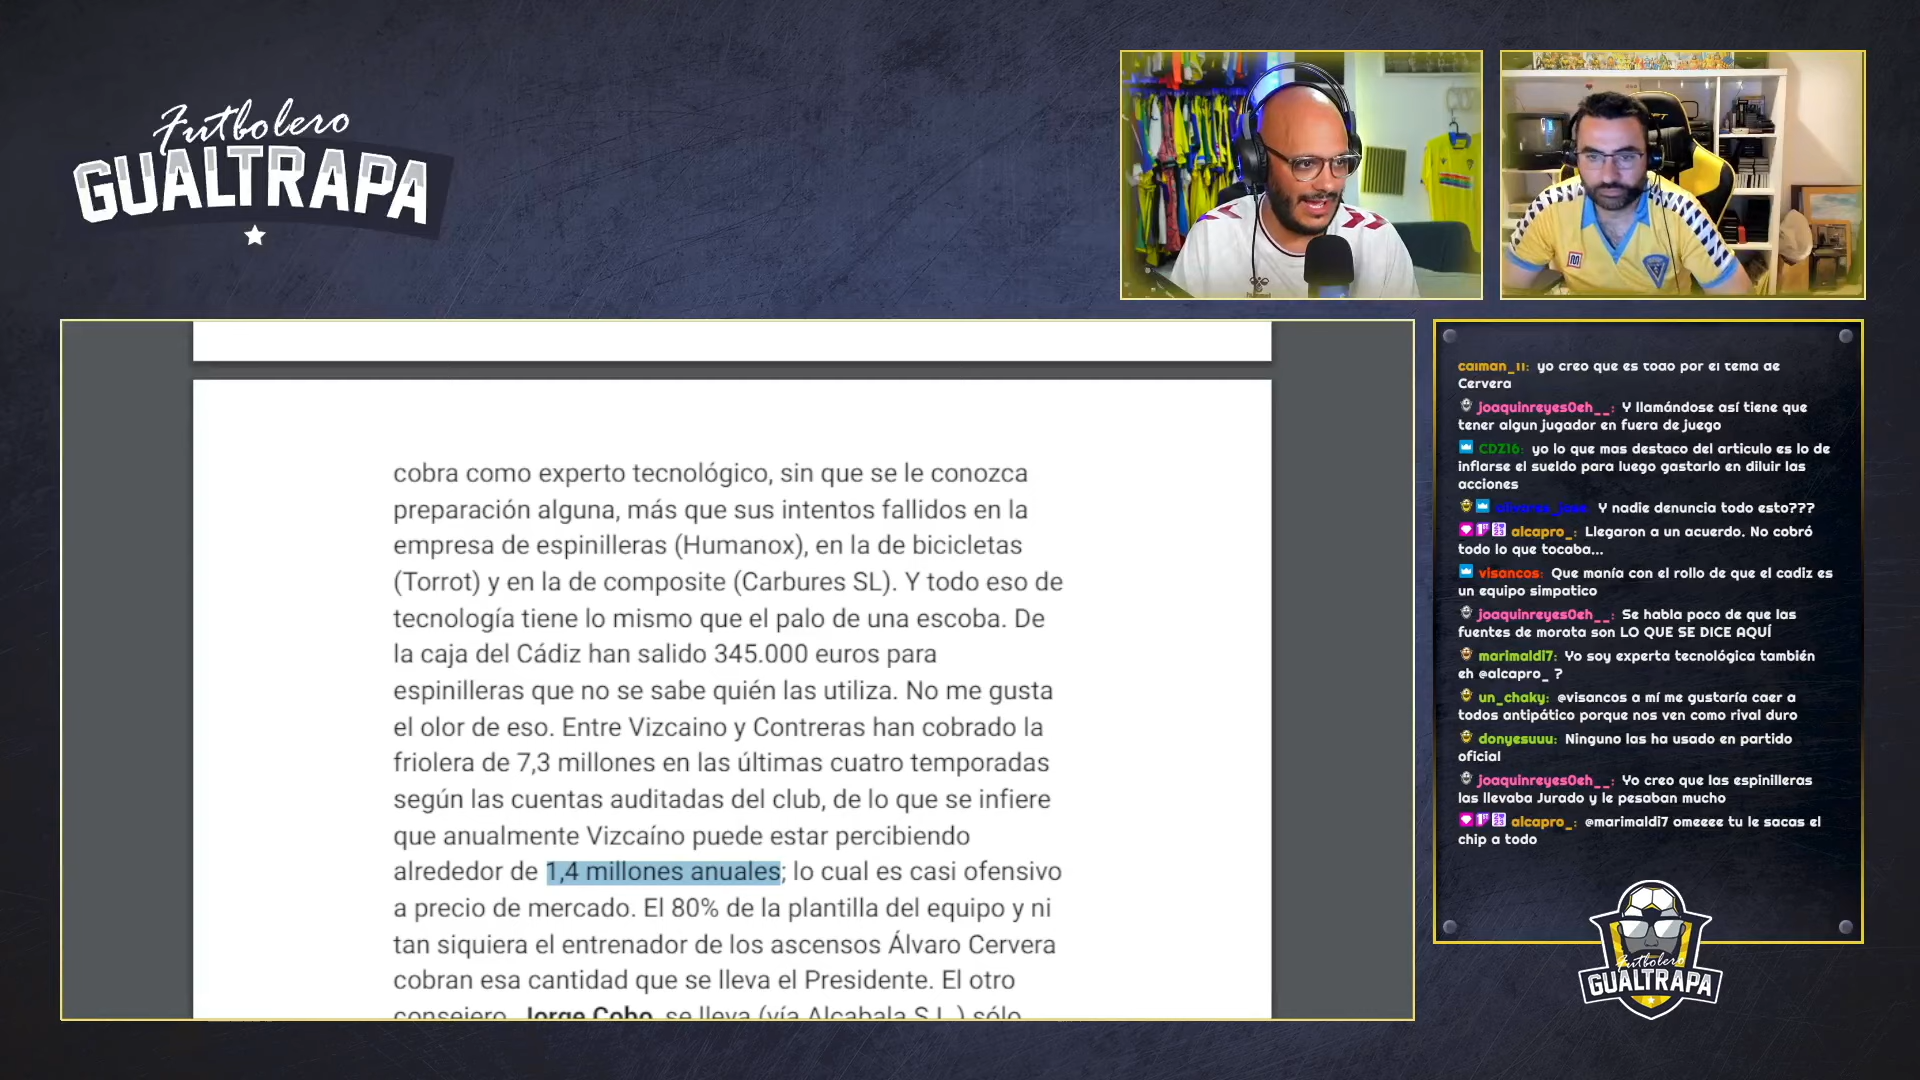 Futbolero
GUALTRAPA
cobra como experto tecnológico, sin que se le conozca
preparación alguna, más que sus intentos fallidos en la
empresa de espinilleras (Humanox), en la de bicicletas
(Torrot) y en la de composite (Carbures SL). Y todo eso de
tecnología tiene lo mismo que el palo de una escoba. De
la caja del Cádiz han salido 345.000 euros para
espinilleras que no se sabe quién las utiliza. No me gusta
el olor de eso. Entre Vizcaino y Contreras han cobrado la
friolera de 7,3 millones en las últimas cuatro temporadas
según las cuentas auditadas del club, de lo que se infiere
que anualmente Vizcaíno puede estar percibiendo
alrededor de 1,4 millones anuales; lo cual es casi ofensivo
a precio de mercado. El 80% de la plantilla del equipo y ni
tan siquiera el entrenador de los ascensos Álvaro Cervera
cobran esa cantidad que se lleva el Presidente. El otro
consejero, Jorge Cobo, se lleva (vía Alcabala S.L.) sólo
caiman_11: yo creo que es todo por el tema de
Cervera
joaquinreyes0eh__: Y llamándose así tiene que
tener algun jugador en fuera de juego
CDZ16: yo lo que mas destaco del articulo es lo de
inflarse el sueldo para luego gastarlo en diluir las
acciones
olivares_jose: Y nadie denuncia todo esto???
alcapro_: Llegaron a un acuerdo. No cobró
todo lo que tocaba...
visancos: Que manía con el rollo de que el cadiz es
un equipo simpatico
joaquinreyes0eh__: Se habla poco de que las
fuentes de morata son LO QUE SE DICE AQUÍ
marimaldi7: Yo soy experta tecnológica también
eh @alcapro_ ?
un_chaky: @visancos a mí me gustaría caer a
todos antipático porque nos ven como rival duro
donyesuuu: Ninguno las ha usado en partido
oficial
joaquinreyes0eh__: Yo creo que las espinilleras
las llevaba Jurado y le pesaban mucho
alcapro_: @marimaldi7 omeeee tu le sacas el
chip a todo
Futbolero
GUALTRAPA